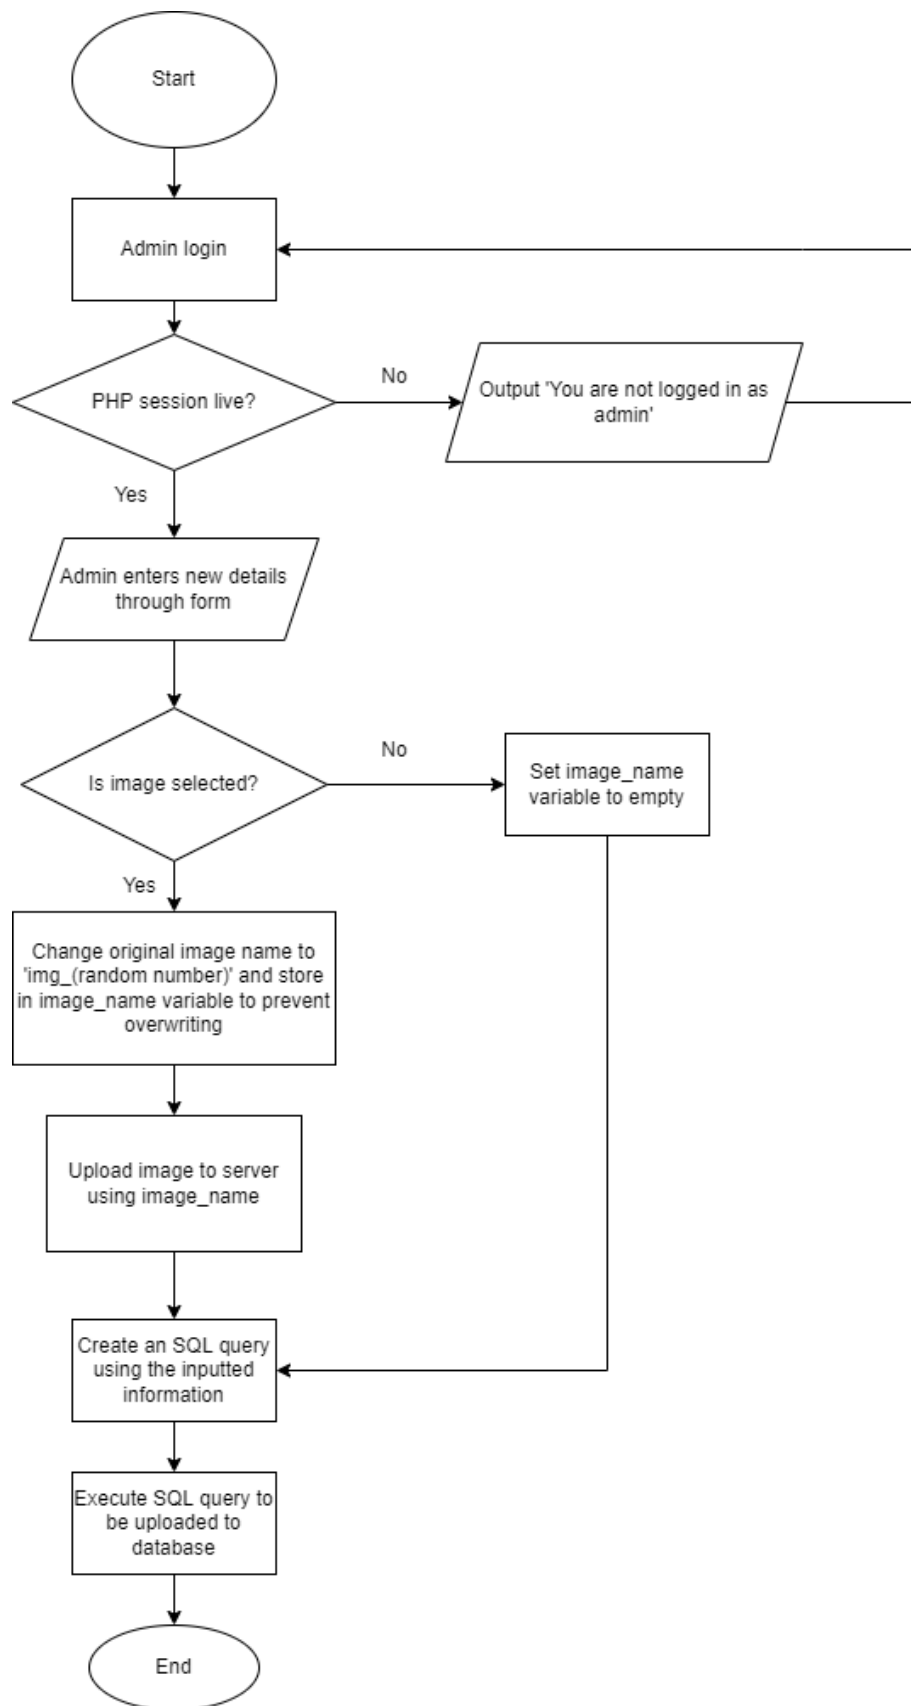 Start
Admin login
PHP session live?
No
Output 'You are not logged in as
admin'
Yes
Admin enters new details
through form
Is image selected?
No
Set image_name
variable to empty
Yes
Change original image name to
'img_(random number)' and store
in image_name variable to prevent
overwriting
Upload image to server
using image_name
Create an SQL query
using the inputted
information
Execute SQL query to
be uploaded to
database
End